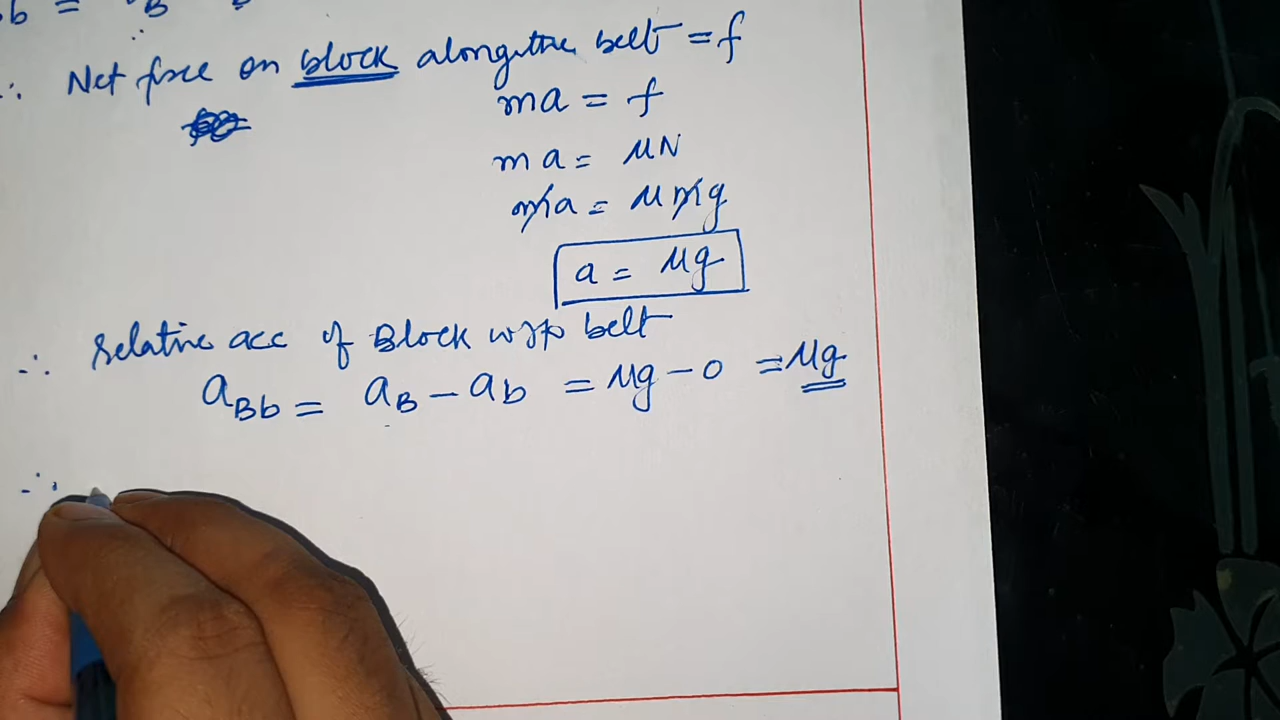 b =
∴ Net force on block along the belt = f
ma = f
ma = μN
ma = μmg
a = μg
∴ relative acc of Block w.r.to belt
a_Bb = a_B - a_b = μg - 0 = μg
∴